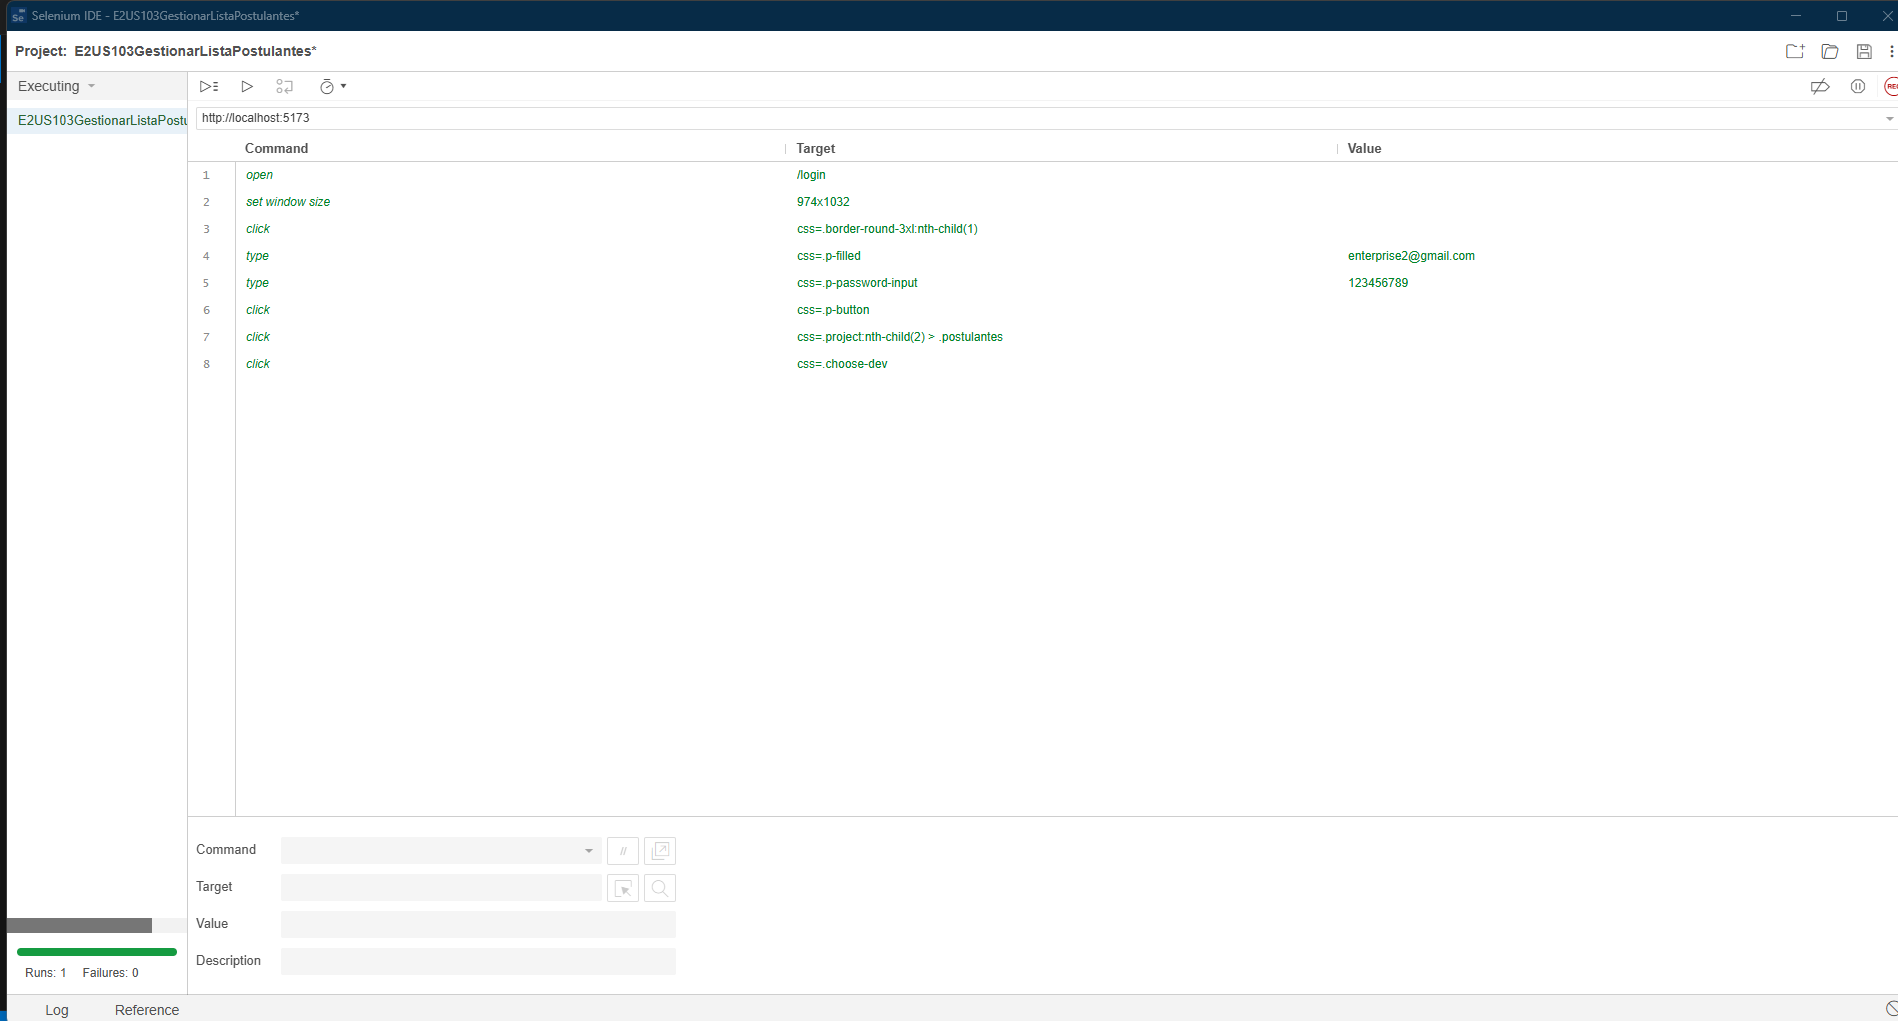 Selenium IDE - E2US103GestionarListaPostulantes*
Project: E2US103GestionarListaPostulantes*
Executing
E2US103GestionarListaPostu
http://localhost:5173
Command Target Value
1 open /login
2 set window size 974x1032
3 click css=.border-round-3xl:nth-child(1)
4 type css=.p-filled enterprise2@gmail.com
5 type css=.p-password-input 123456789
6 click css=.p-button
7 click css=.project:nth-child(2) > .postulantes
8 click css=.choose-dev
Command //
Target
Value
Description
Runs: 1 Failures: 0
Log Reference